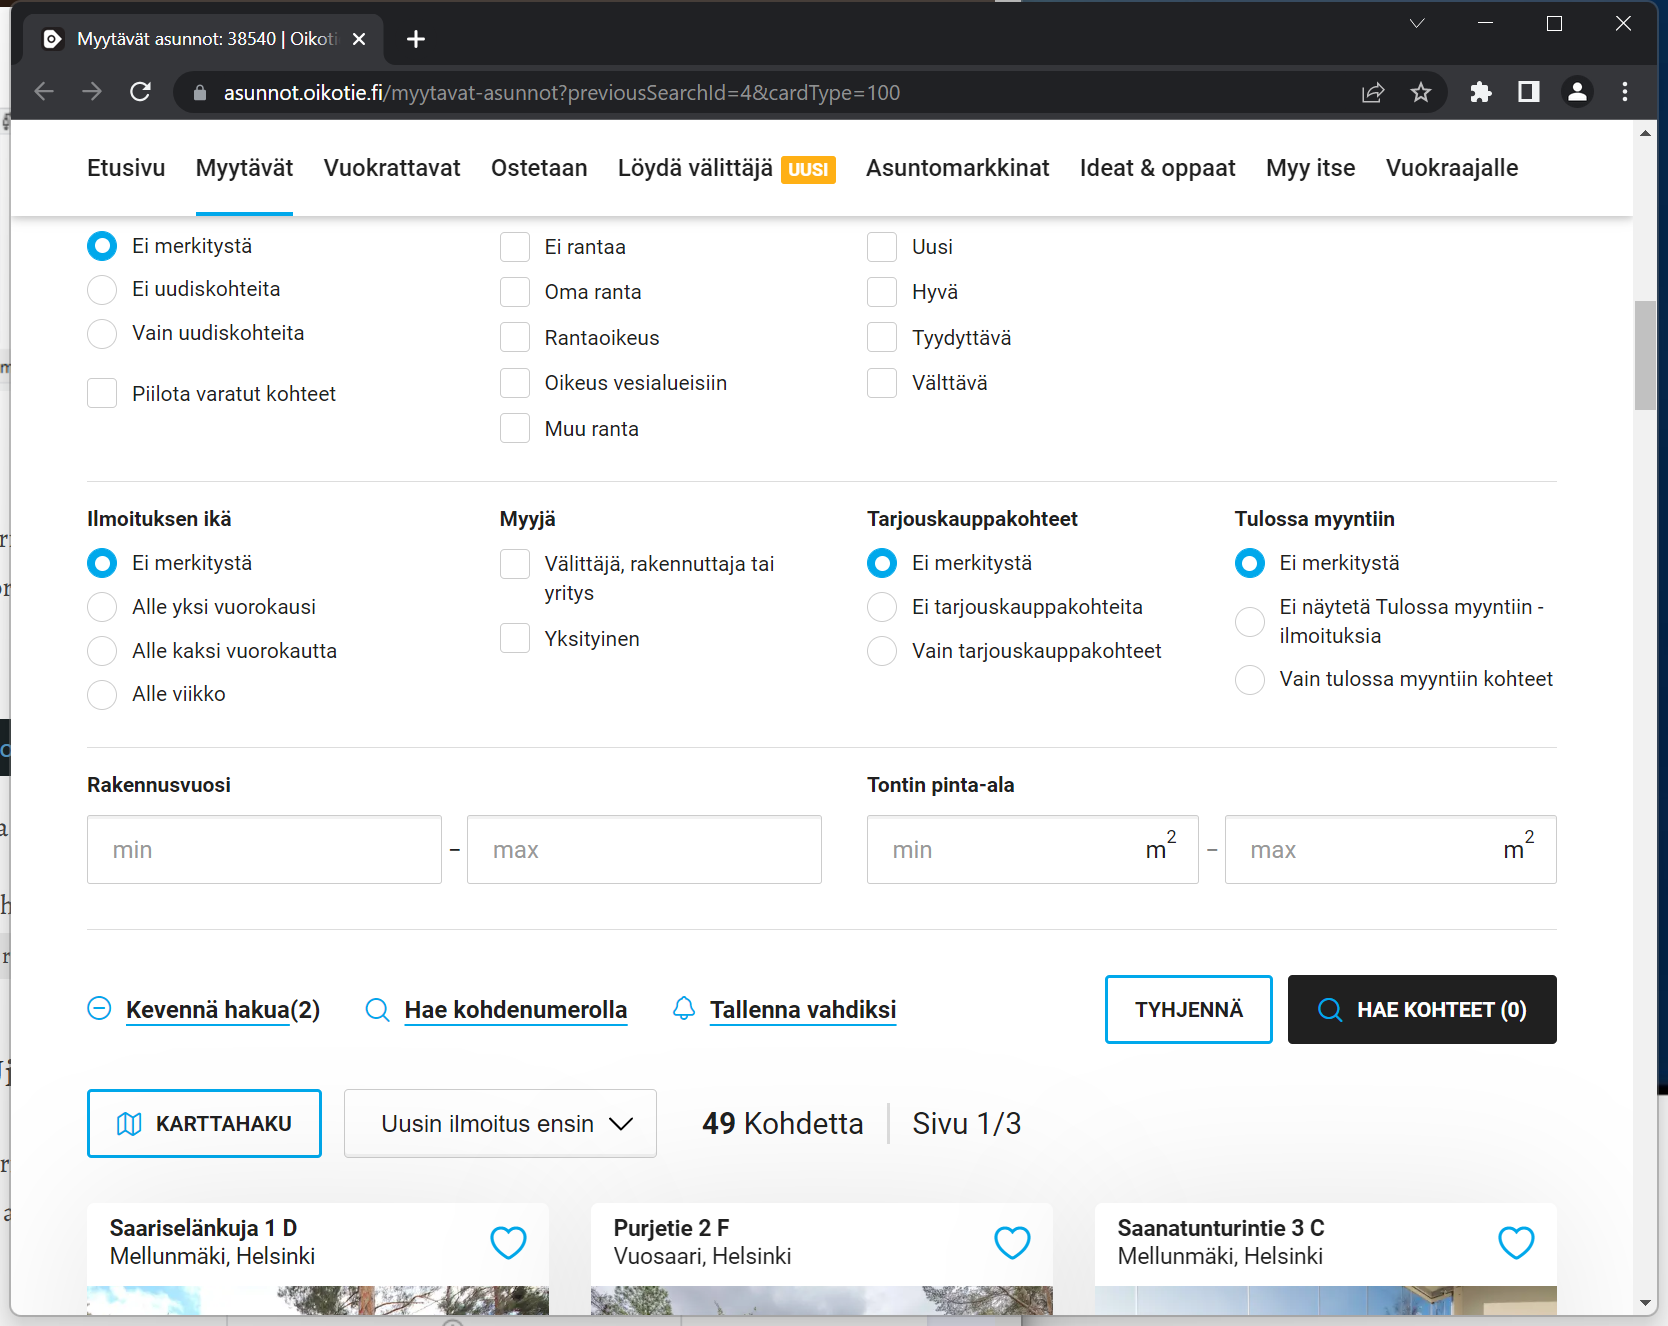 Myytävät asunnot: 38540 | Oikoti
asunnot.oikotie.fi/myytavat-asunnot?previousSearchId=4&cardType=100
Etusivu Myytävät Vuokrattavat Ostetaan Löydä välittäjä UUSI Asuntomarkkinat Ideat & oppaat Myy itse Vuokraajalle
Ei merkitystä
Ei uudiskohteita
Vain uudiskohteita
Piilota varatut kohteet
Ei rantaa
Oma ranta
Rantaoikeus
Oikeus vesialueisiin
Muu ranta
Uusi
Hyvä
Tyydyttävä
Välttävä
Ilmoituksen ikä
Ei merkitystä
Alle yksi vuorokausi
Alle kaksi vuorokautta
Alle viikko
Myyjä
Välittäjä, rakennuttaja tai
yritys
Yksityinen
Tarjouskauppakohteet
Ei merkitystä
Ei tarjouskauppakohteita
Vain tarjouskauppakohteet
Tulossa myyntiin
Ei merkitystä
Ei näytetä Tulossa myyntiin -
ilmoituksia
Vain tulossa myyntiin kohteet
Rakennusvuosi
min – max
Tontin pinta-ala
min m² – max m²
Kevennä hakua(2) Hae kohdenumerolla Tallenna vahdiksi TYHJENNÄ HAE KOHTEET (0)
KARTTAHAKU Uusin ilmoitus ensin 49 Kohdetta Sivu 1/3
Saariselänkuja 1 D
Mellunmäki, Helsinki
Purjetie 2 F
Vuosaari, Helsinki
Saanatunturintie 3 C
Mellunmäki, Helsinki